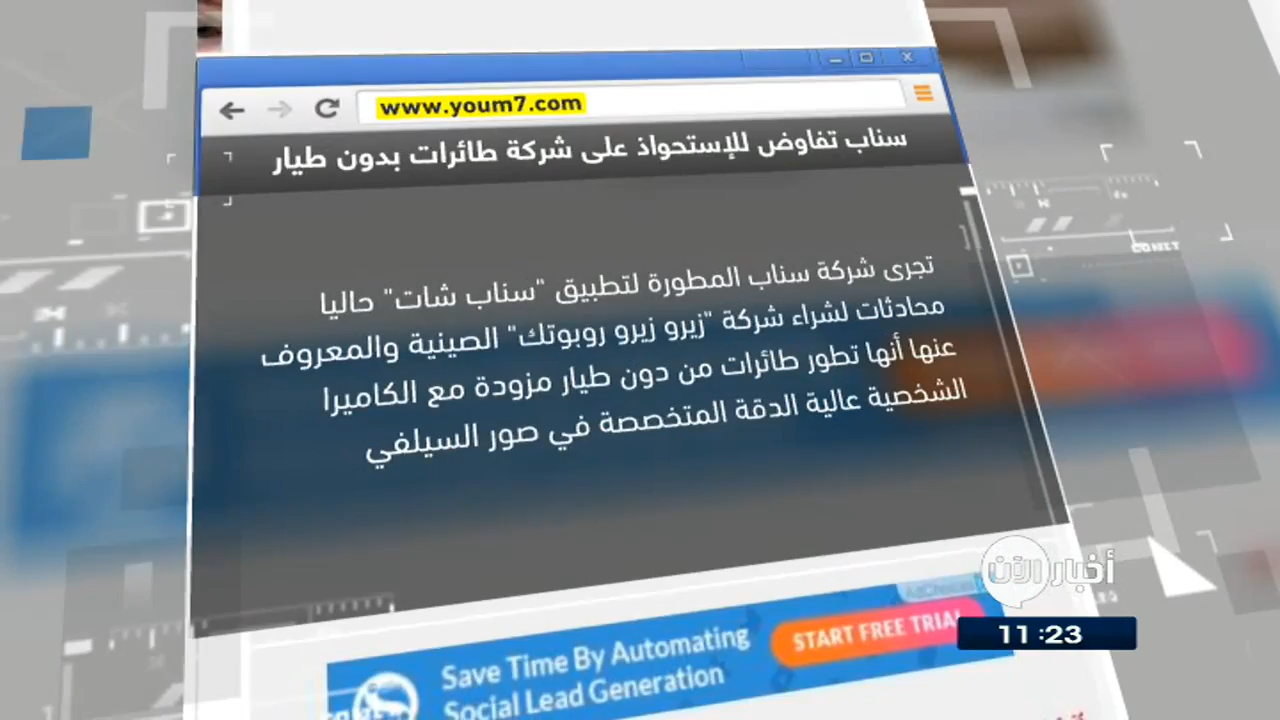 www.youm7.com
سناب تفاوض للإستحواذ على شركة طائرات بدون طيار
تجرى شركة سناب المطورة لتطبيق "سناب شات" حاليا
محادثات لشراء شركة "زيرو زيرو روبوتك" الصينية والمعروف
عنها أنها تطور طائرات من دون طيار مزودة مع الكاميرا
الشخصية عالية الدقة المتخصصة في صور السيلفي
أخبار الآن
11:23
Save Time By Automating
Social Lead Generation
START FREE TRIAL